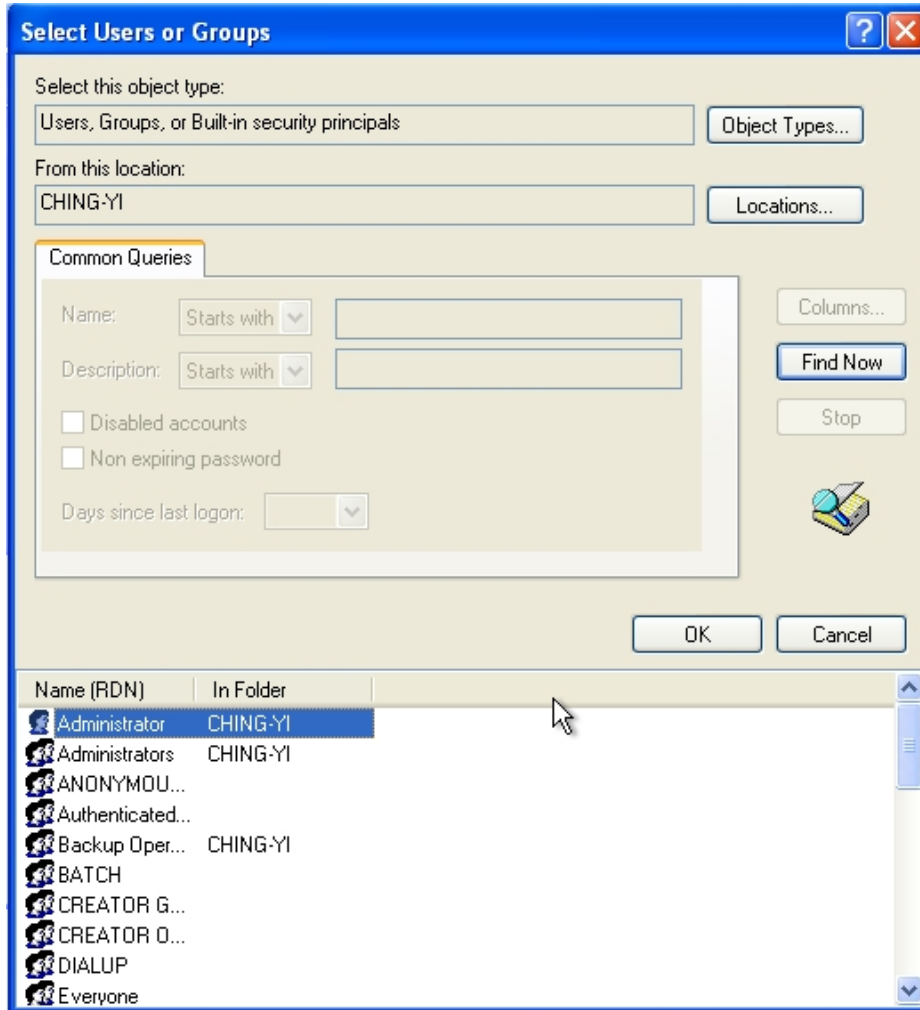 Select Users or Groups
Select this object type:
Users, Groups, or Built-in security principals
Object Types...
From this location:
CHING-YI
Locations...
Common Queries
Name:
Starts with
Columns...
Description:
Starts with
Find Now
Disabled accounts
Stop
Non expiring password
Days since last logon:
OK
Cancel
Name (RDN) In Folder
Administrator CHING-YI
Administrators CHING-YI
ANONYMOU...
Authenticated...
Backup Oper... CHING-YI
BATCH
CREATOR G...
CREATOR O...
DIALUP
Everyone